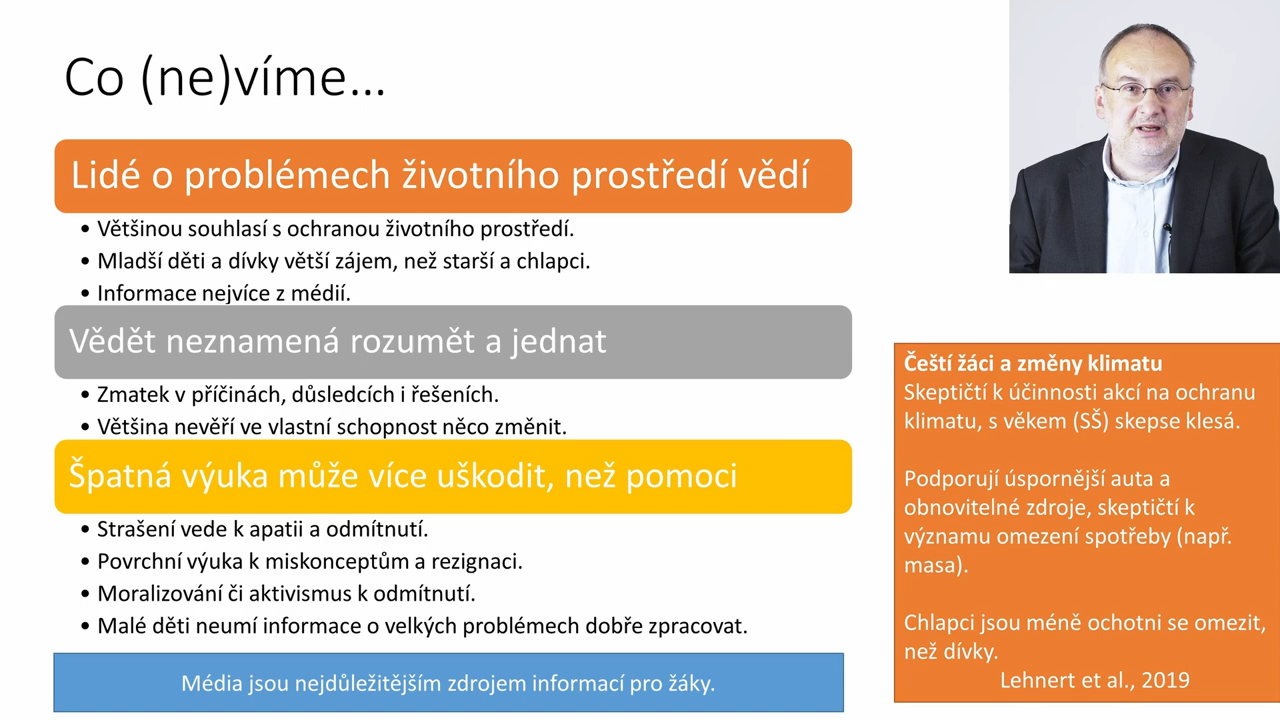 Co (ne)víme...
Lidé o problémech životního prostředí vědí
• Většinou souhlasí s ochranou životního prostředí.
• Mladší děti a dívky větší zájem, než starší a chlapci.
• Informace nejvíce z médií.
Vědět neznamená rozumět a jednat
• Zmatek v příčinách, důsledcích i řešeních.
• Většina nevěří ve vlastní schopnost něco změnit.
Špatná výuka může více uškodit, než pomoci
• Strašení vede k apatii a odmítnutí.
• Povrchní výuka k miskonceptům a rezignaci.
• Moralizování či aktivismus k odmítnutí.
• Malé děti neumí informace o velkých problémech dobře zpracovat.
Média jsou nejdůležitějším zdrojem informací pro žáky.
Čeští žáci a změny klimatu
Skeptičtí k účinnosti akcí na ochranu
klimatu, s věkem (SŠ) skepse klesá.
Podporují úspornější auta a
obnovitelné zdroje, skeptičtí k
významu omezení spotřeby (např.
masa).
Chlapci jsou méně ochotni se omezit,
než dívky.
Lehnert et al., 2019